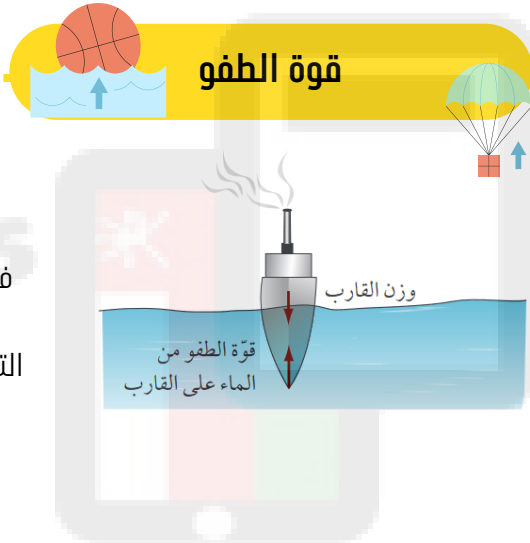 قوة الطفو
وزن القارب
قوّة الطفو من
الماء على القارب